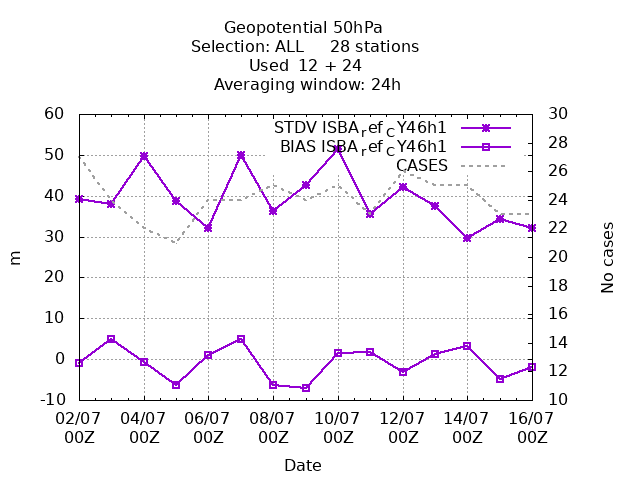 Geopotential 50hPa
Selection: ALL 28 stations
Used 12 + 24
Averaging window: 24h
STDV ISBA_ref_CY46h1
BIAS ISBA_ref_CY46h1
CASES
60
50
40
30
20
10
0
-10
m
30
28
26
24
22
20
18
16
14
12
10
No cases
02/07 04/07 06/07 08/07 10/07 12/07 14/07 16/07
00Z 00Z 00Z 00Z 00Z 00Z 00Z 00Z
Date